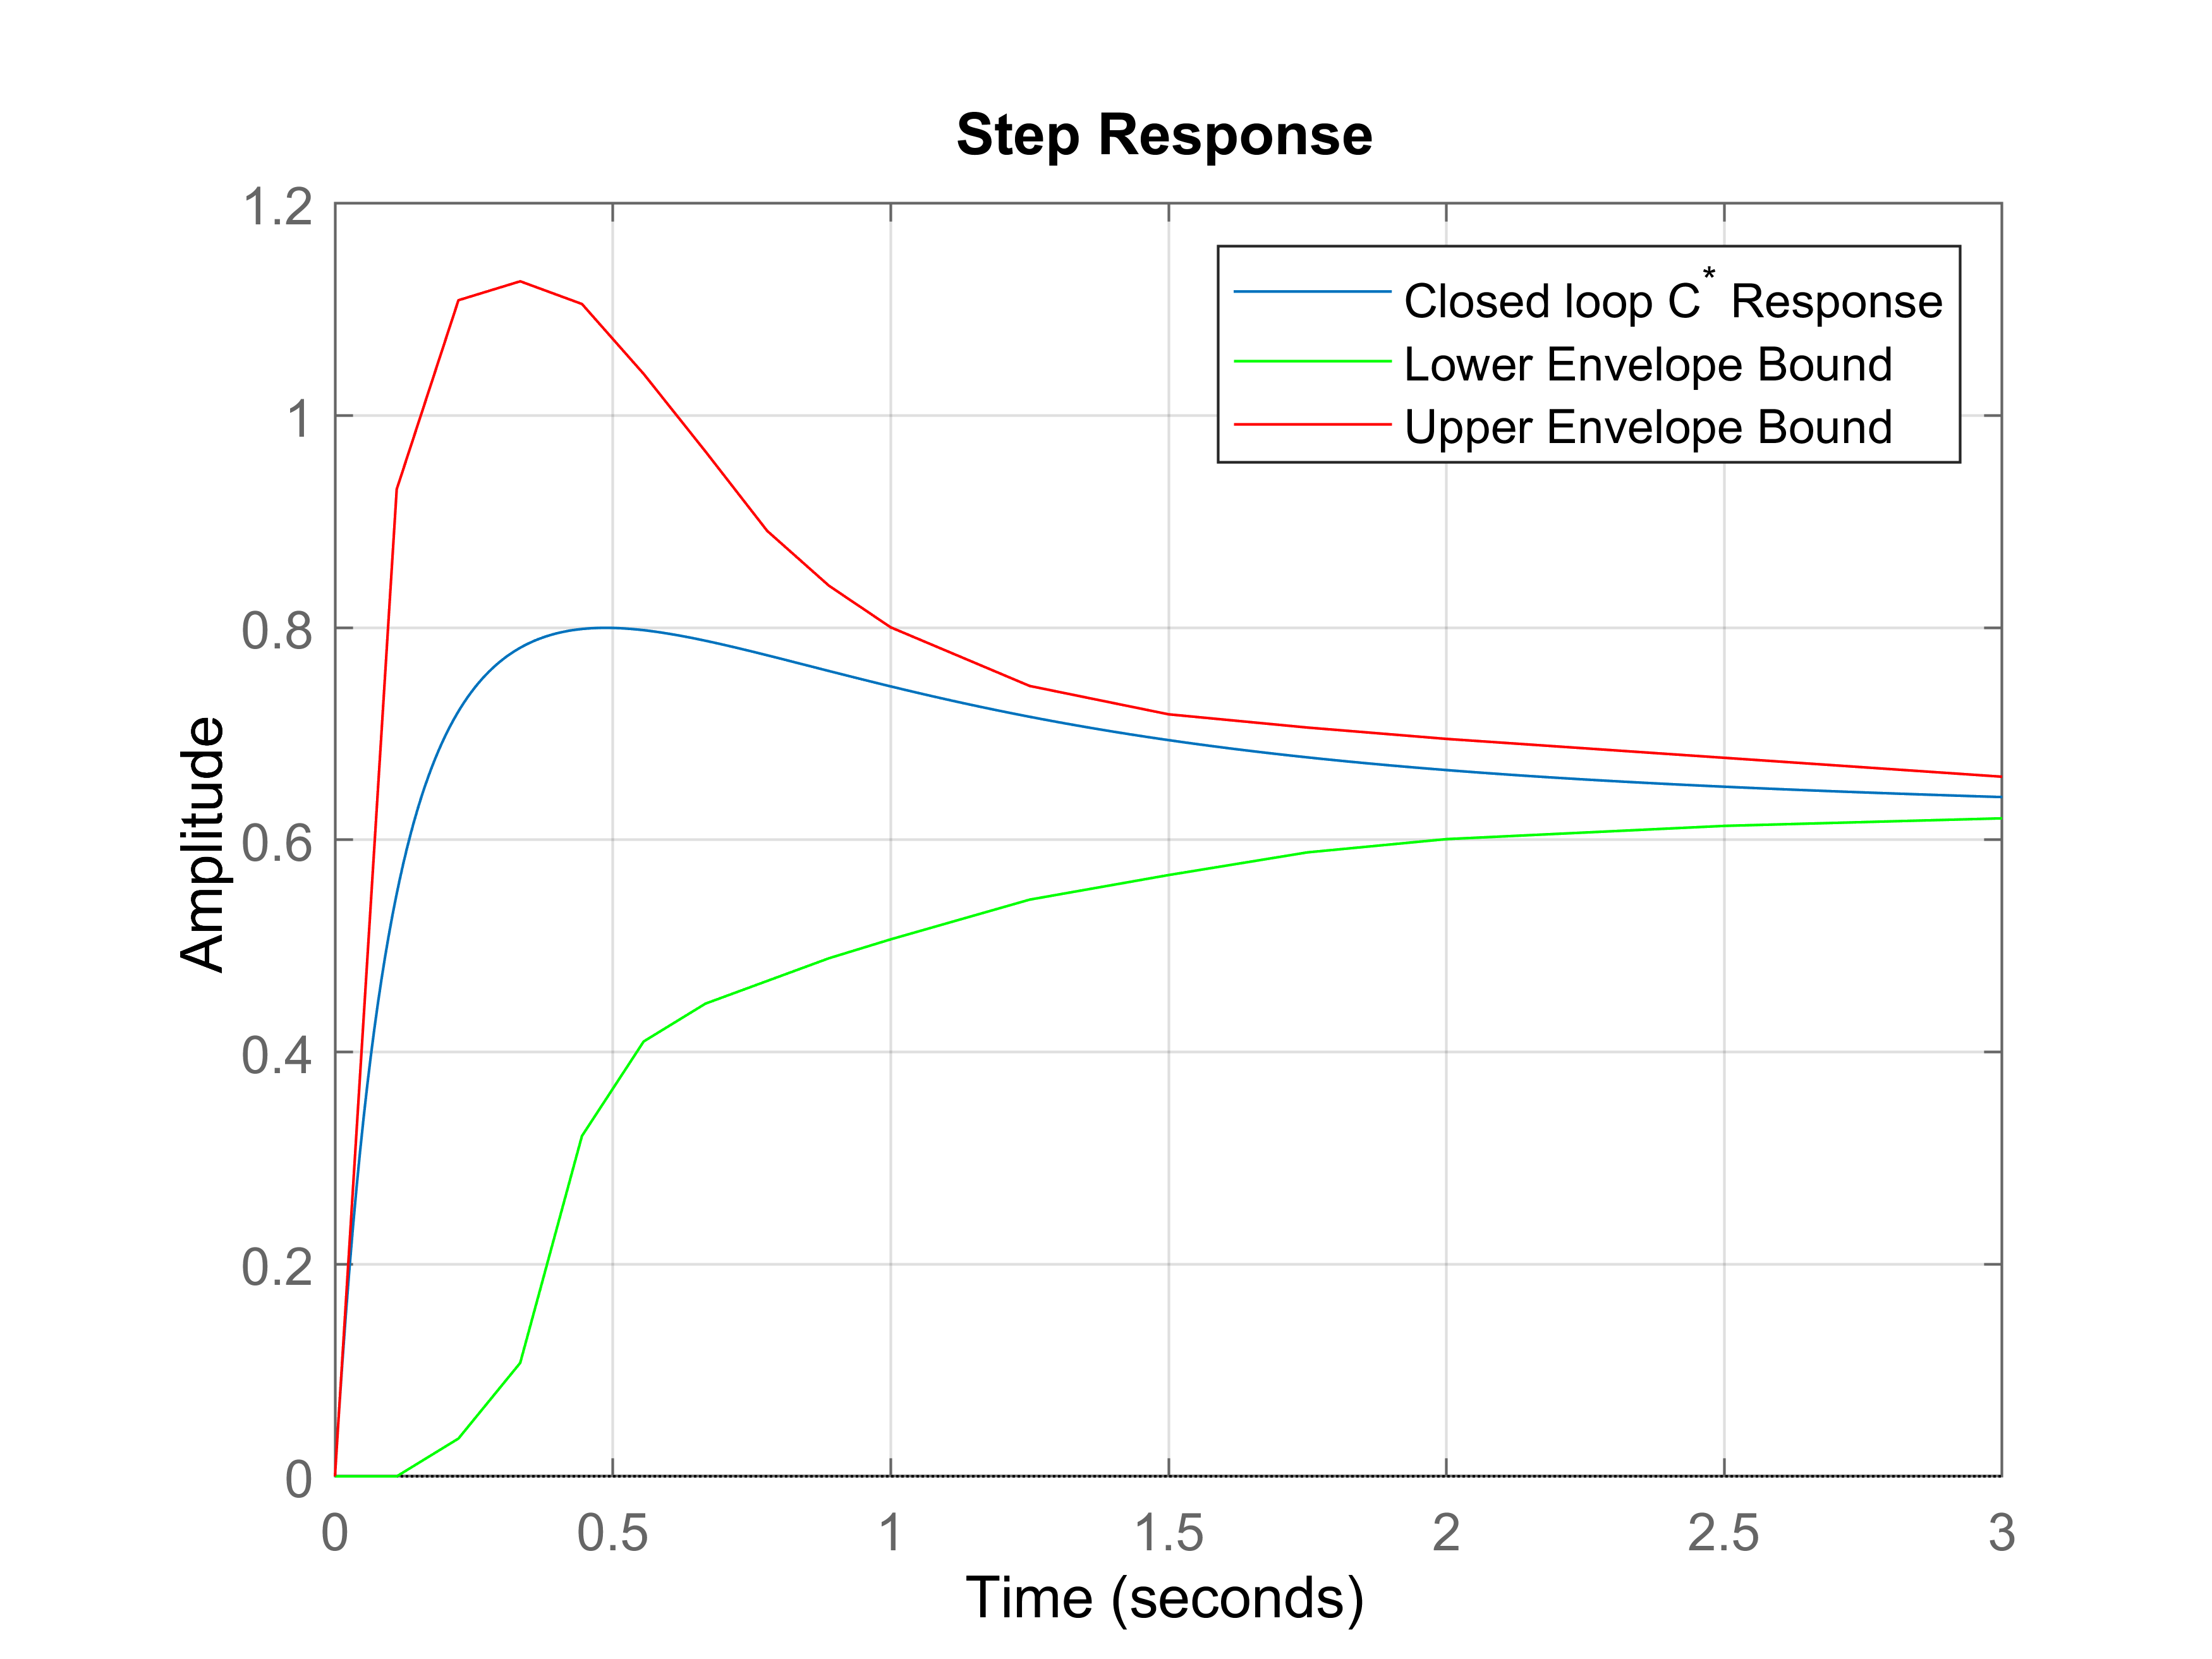 Step Response
1.2
1
0.8
0.6
0.4
0.2
0
Amplitude
Closed loop C* Response
Lower Envelope Bound
Upper Envelope Bound
0 0.5 1 1.5 2 2.5 3
Time (seconds)